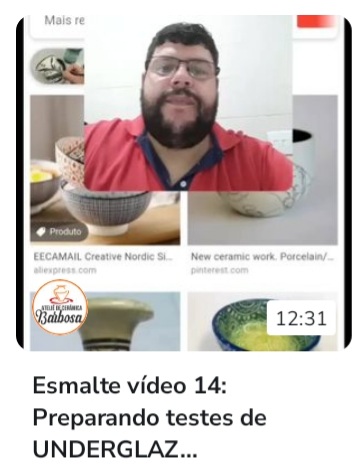 Mais re
Produto
EECAMAIL Creative Nordic Si...
aliexpress.com
New ceramic work. Porcelain/...
pinterest.com
ATELIÊ DE CERÂMICA
Barbosa
12:31
Esmalte vídeo 14:
Preparando testes de
UNDERGLAZ...